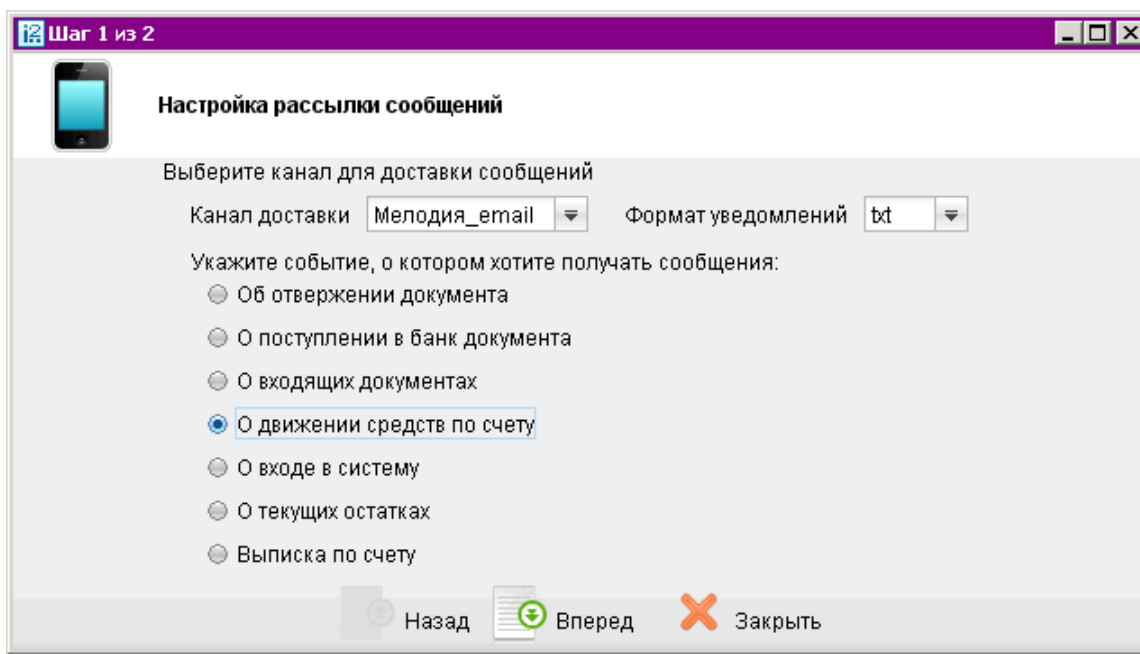 Шаг 1 из 2
Настройка рассылки сообщений
Выберите канал для доставки сообщений
Канал доставки Мелодия_email Формат уведомлений txt
Укажите событие, о котором хотите получать сообщения:
Об отвержении документа
О поступлении в банк документа
О входящих документах
О движении средств по счету
О входе в систему
О текущих остатках
Выписка по счету
Назад Вперед Закрыть